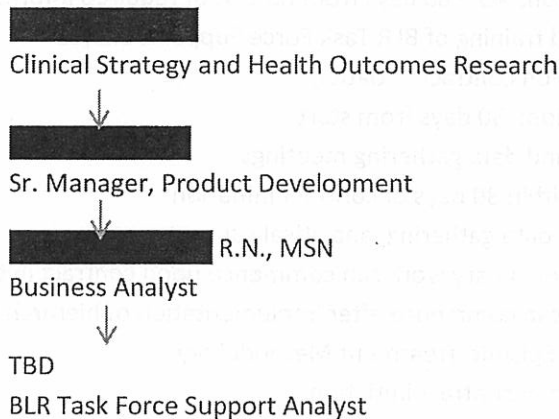 Clinical Strategy and Health Outcomes Research
Sr. Manager, Product Development
R.N., MSN
Business Analyst
TBD
BLR Task Force Support Analyst